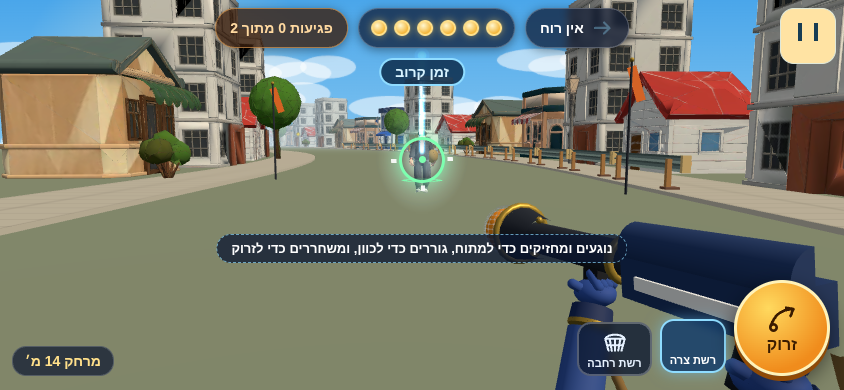 אין רוח
פגיעות 0 מתוך 2
זמן קרוב
נוגעים ומחזיקים כדי למתוח, גוררים כדי לכוון, ומשחררים כדי לזרוק
זרוק
רשת צרה
רשת רחבה
מרחק 14 מ׳